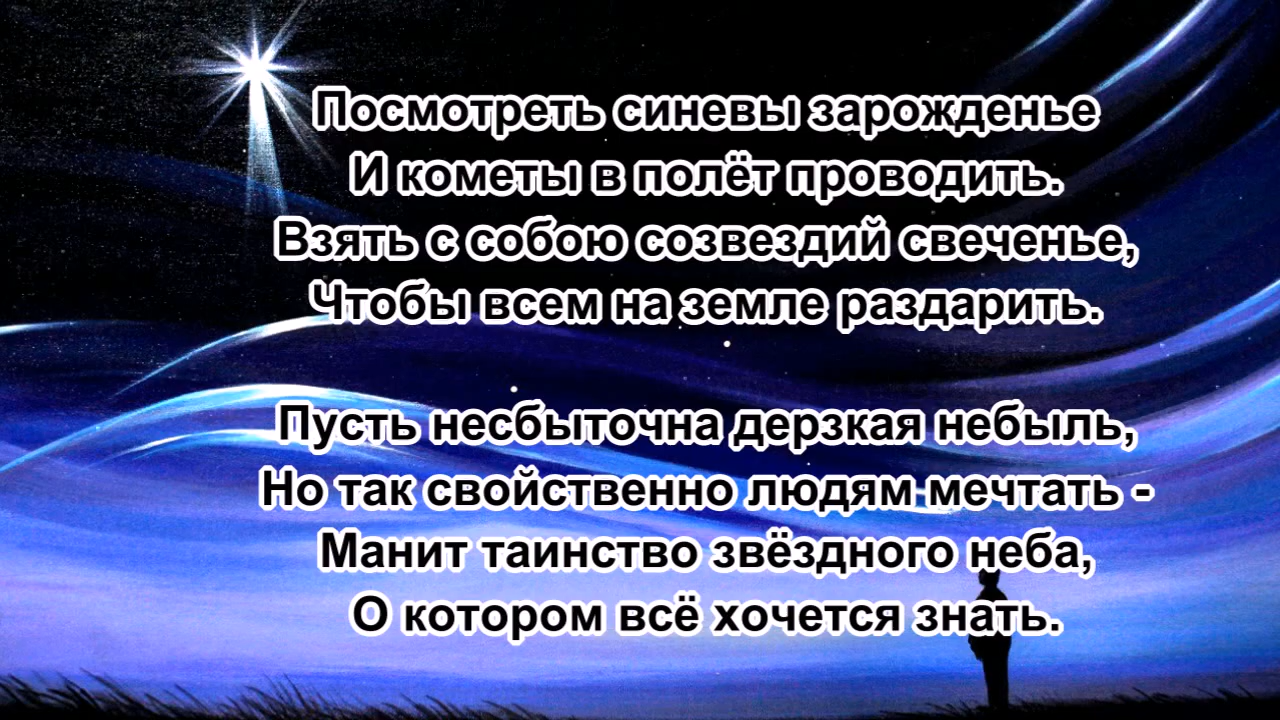 Посмотреть синевы зарожденье
И кометы в полёт проводить.
Взять с собою созвездий свеченье,
Чтобы всем на земле раздарить.
Пусть несбыточна дерзкая небыль,
Но так свойственно людям мечтать -
Манит таинство звёздного неба,
О котором всё хочется знать.